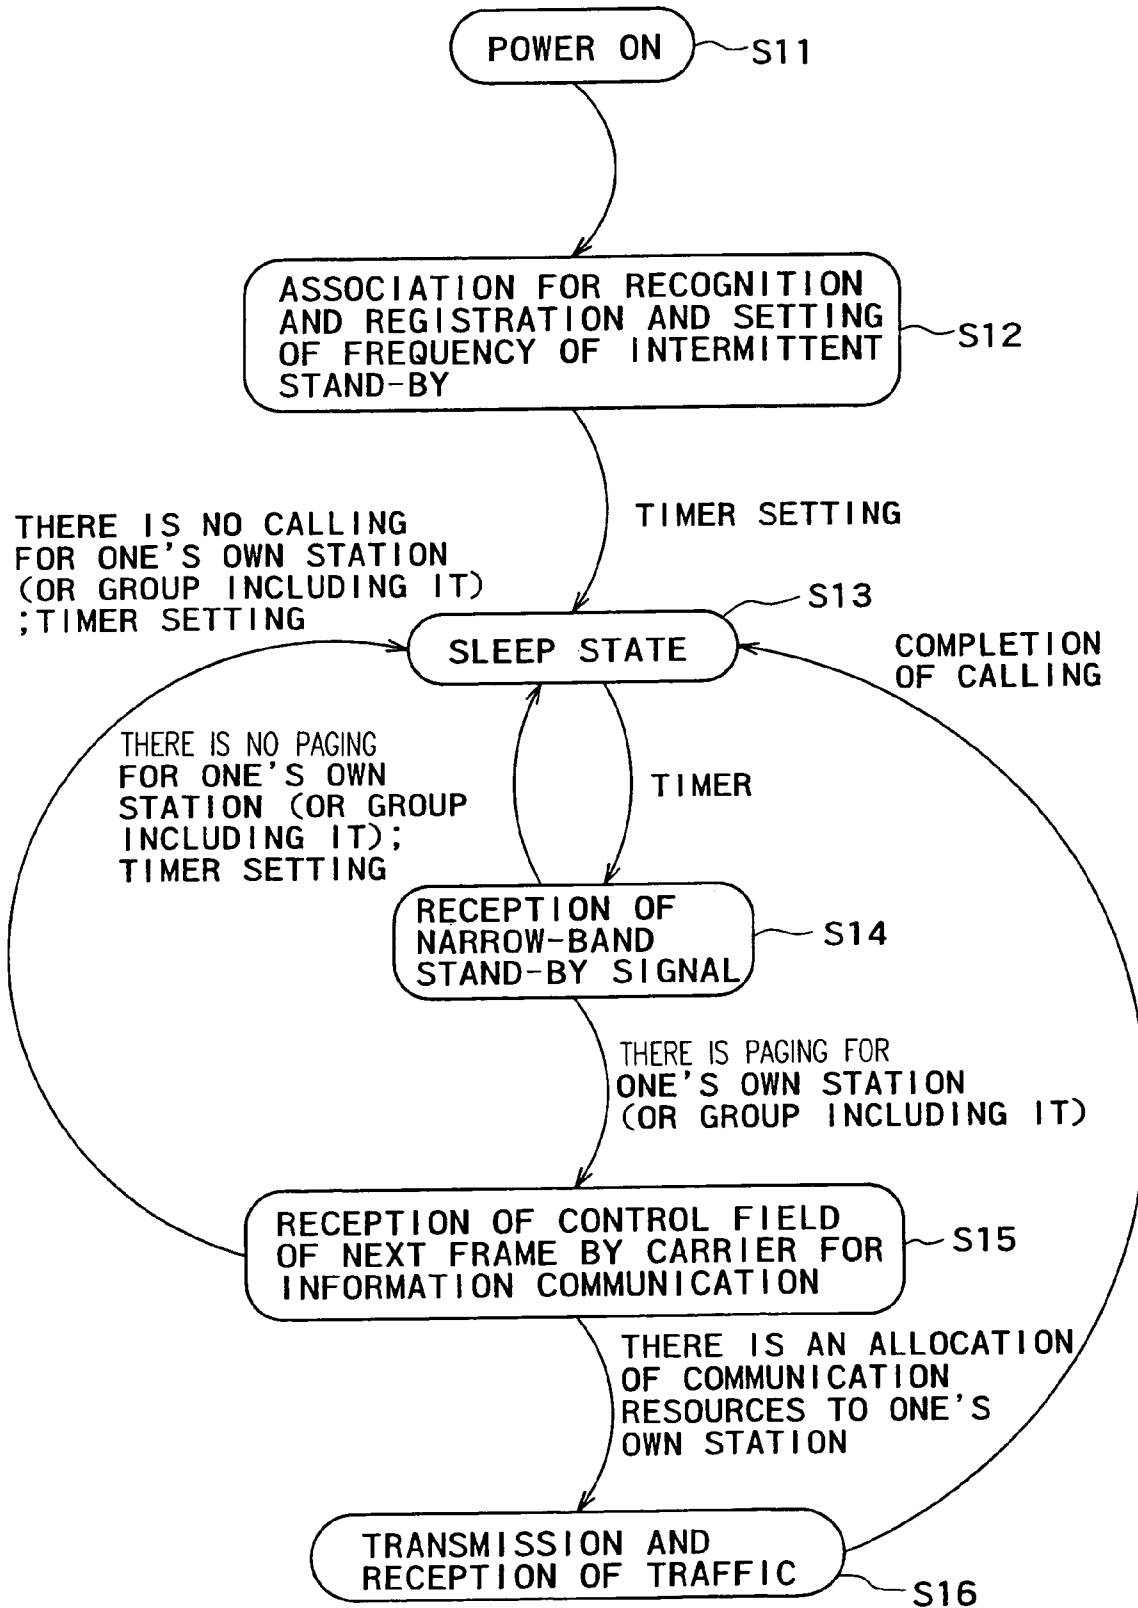 POWER ON
S11
ASSOCIATION FOR RECOGNITION
AND REGISTRATION AND SETTING
OF FREQUENCY OF INTERMITTENT
STAND-BY
S12
TIMER SETTING
THERE IS NO CALLING
FOR ONE'S OWN STATION
(OR GROUP INCLUDING IT)
;TIMER SETTING
S13
SLEEP STATE
COMPLETION
OF CALLING
THERE IS NO PAGING
FOR ONE'S OWN
STATION (OR GROUP
INCLUDING IT);
TIMER SETTING
TIMER
RECEPTION OF
NARROW-BAND
STAND-BY SIGNAL
S14
THERE IS PAGING FOR
ONE'S OWN STATION
(OR GROUP INCLUDING IT)
RECEPTION OF CONTROL FIELD
OF NEXT FRAME BY CARRIER FOR
INFORMATION COMMUNICATION
S15
THERE IS AN ALLOCATION
OF COMMUNICATION
RESOURCES TO ONE'S
OWN STATION
TRANSMISSION AND
RECEPTION OF TRAFFIC
S16